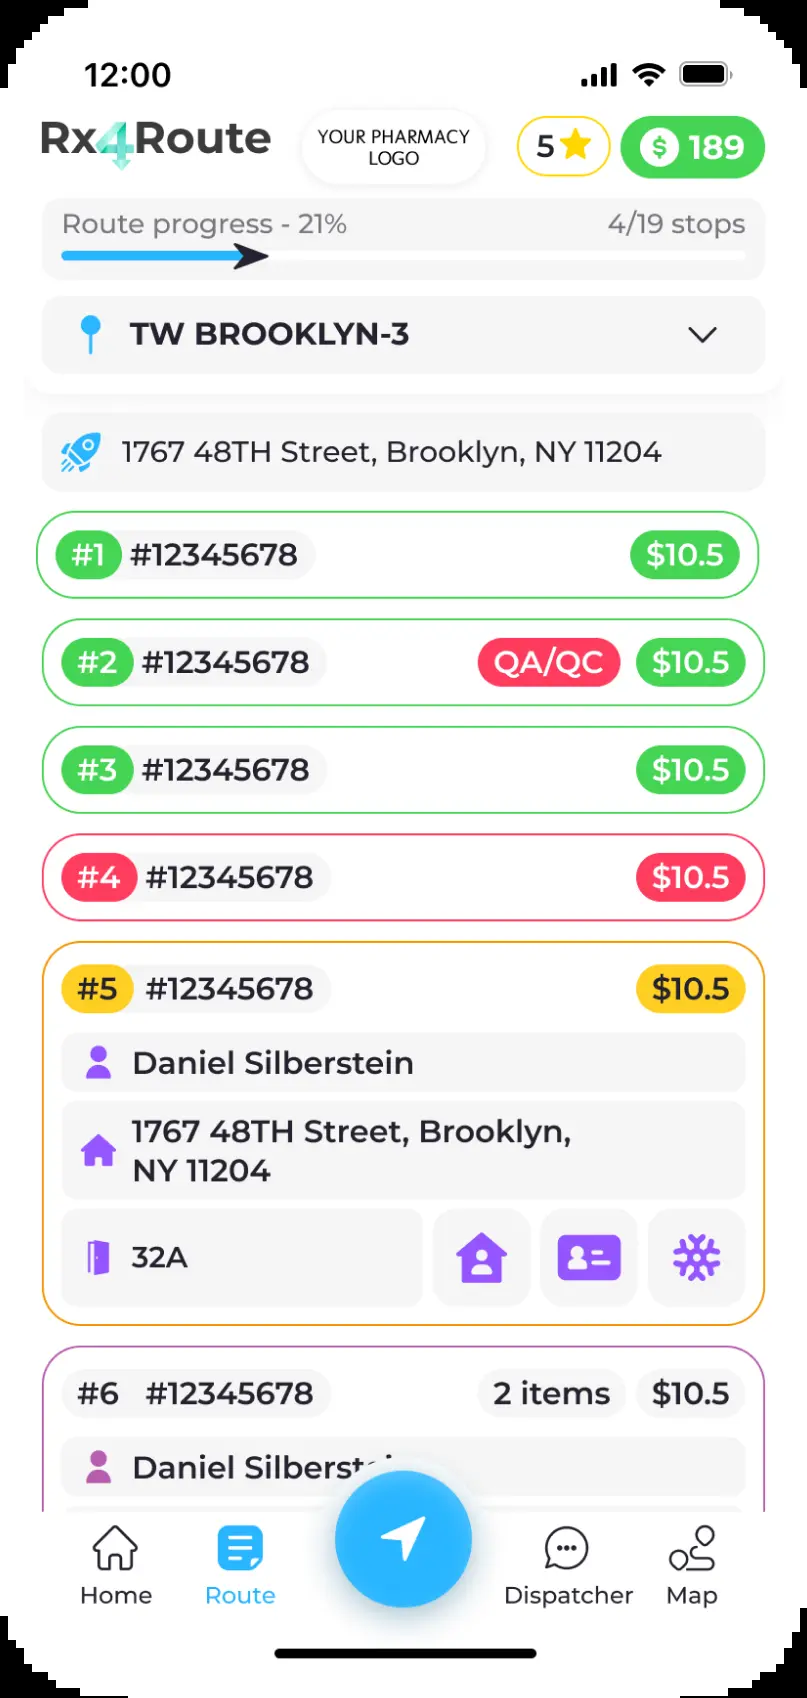 12:00
Rx4Route
YOUR PHARMACY
LOGO
5
$ 189
Route progress - 21%
4/19 stops
TW BROOKLYN-3
1767 48TH Street, Brooklyn, NY 11204
#1 #12345678 $10.5
#2 #12345678 QA/QC $10.5
#3 #12345678 $10.5
#4 #12345678 $10.5
#5 #12345678 $10.5
Daniel Silberstein
1767 48TH Street, Brooklyn,
NY 11204
32A
#6 #12345678 2 items $10.5
Daniel Silberstein
Home
Route
Dispatcher
Map